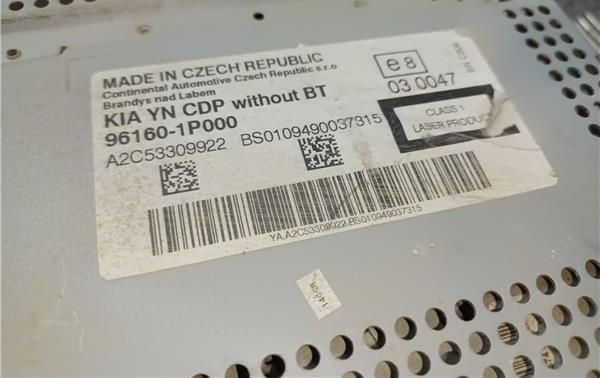 MADE IN CZECH REPUBLIC
Continental Automotive Czech Republic s.r.o
Brandys nad Labem
KIA YN CDP without BT
96160-1P000
A2C53309922 BS0109490037315
e8
03 0047
CLASS 1
LASER PRODUCT
YA.A2C53309922.BS0109490037315